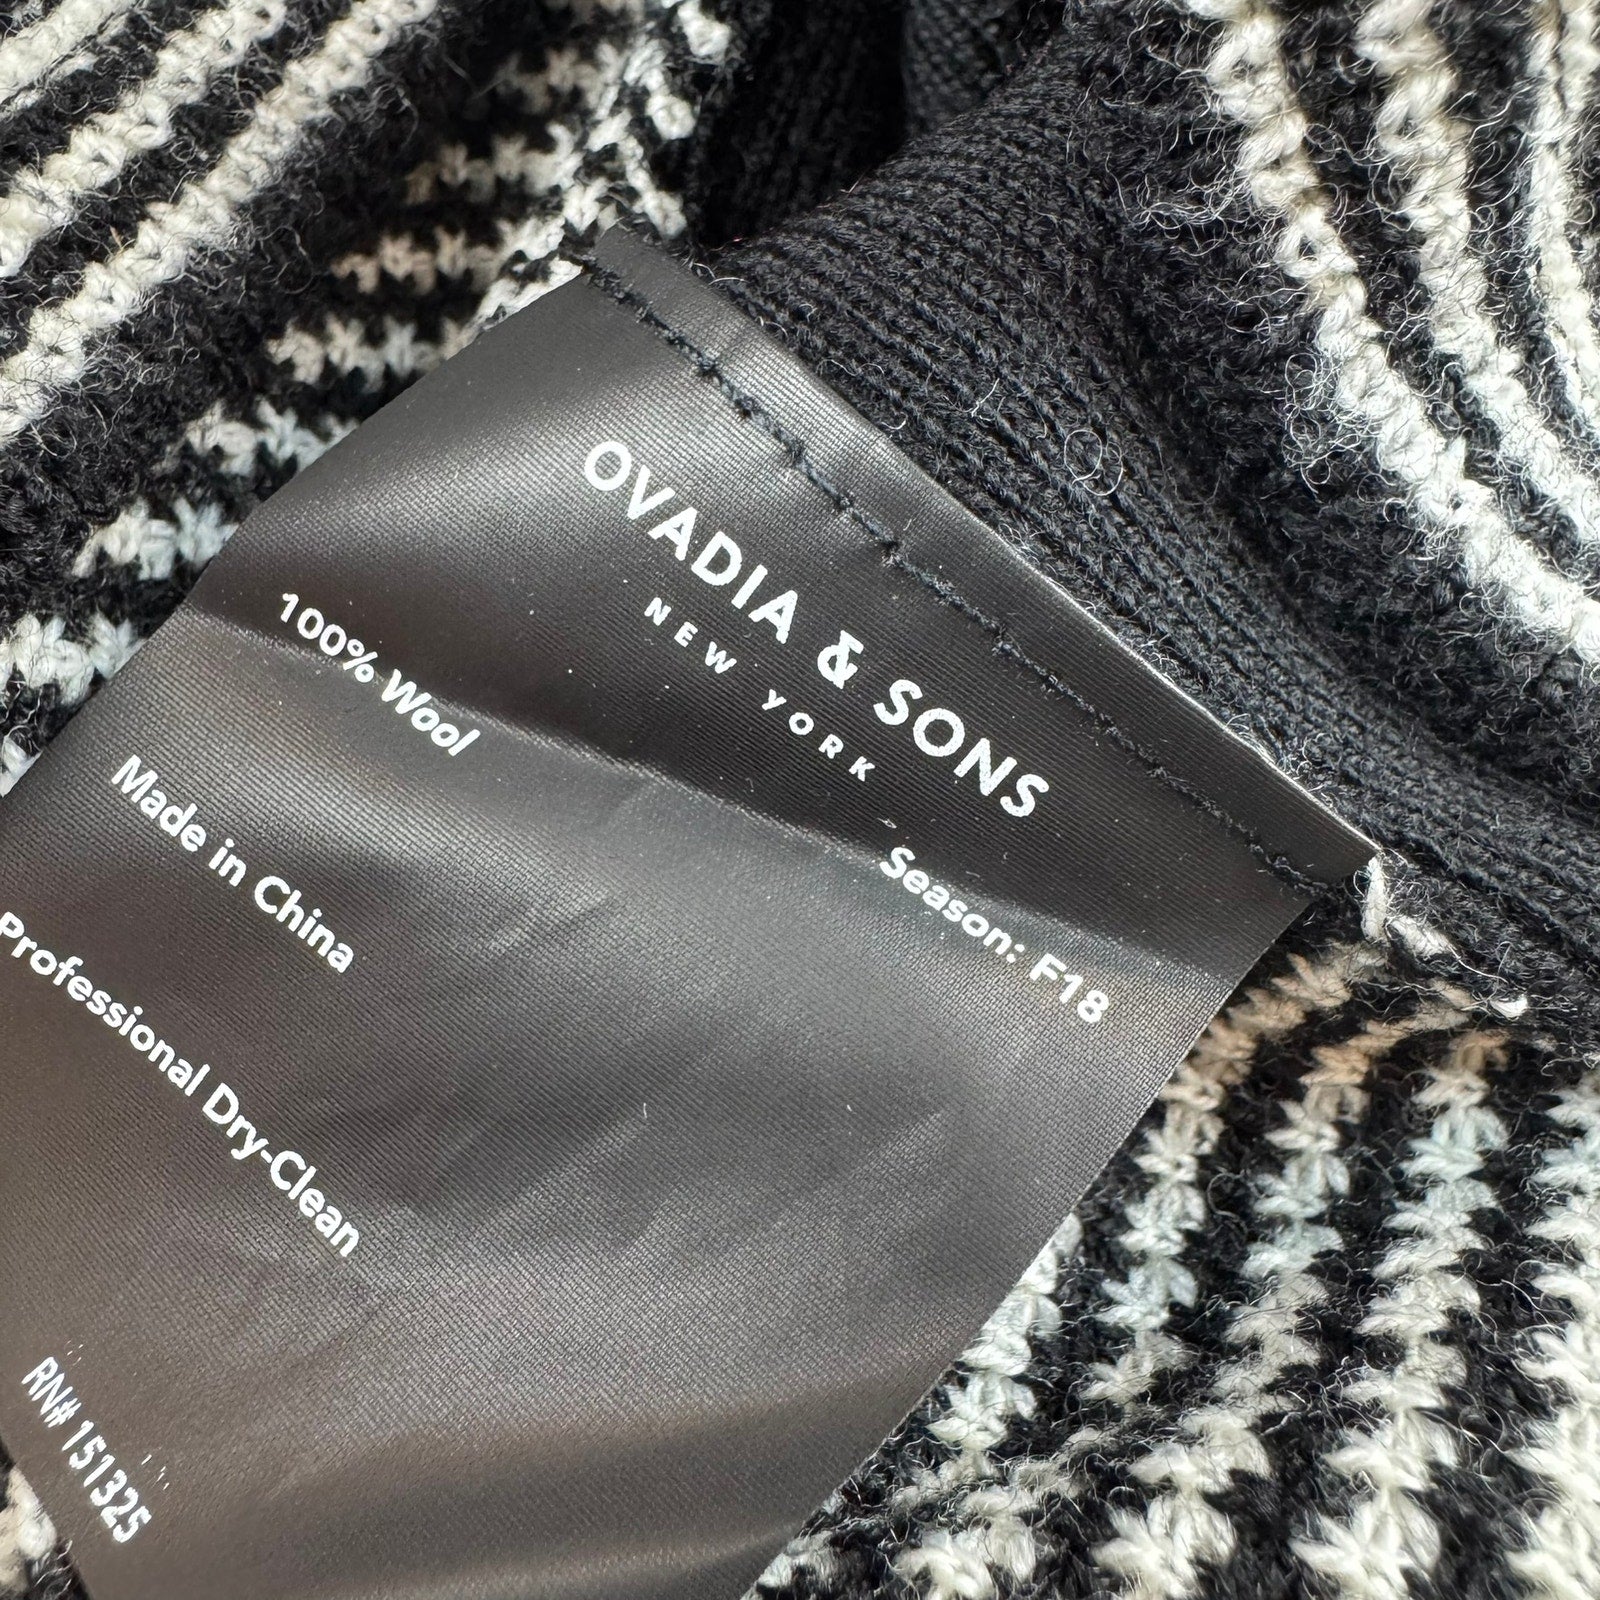 OVADIA & SONS
NEW YORK
Season: F18
100% Wool
Made in China
Professional Dry-Clean
RN# 151325